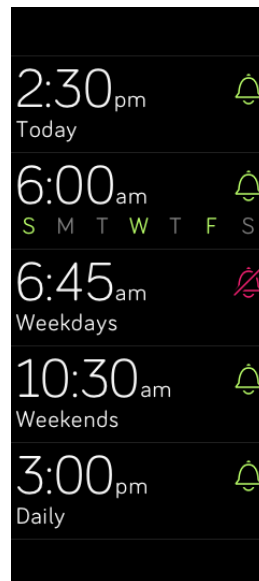 2:30pm
Today
6:00am
S M T W T F S
6:45am
Weekdays
10:30am
Weekends
3:00pm
Daily